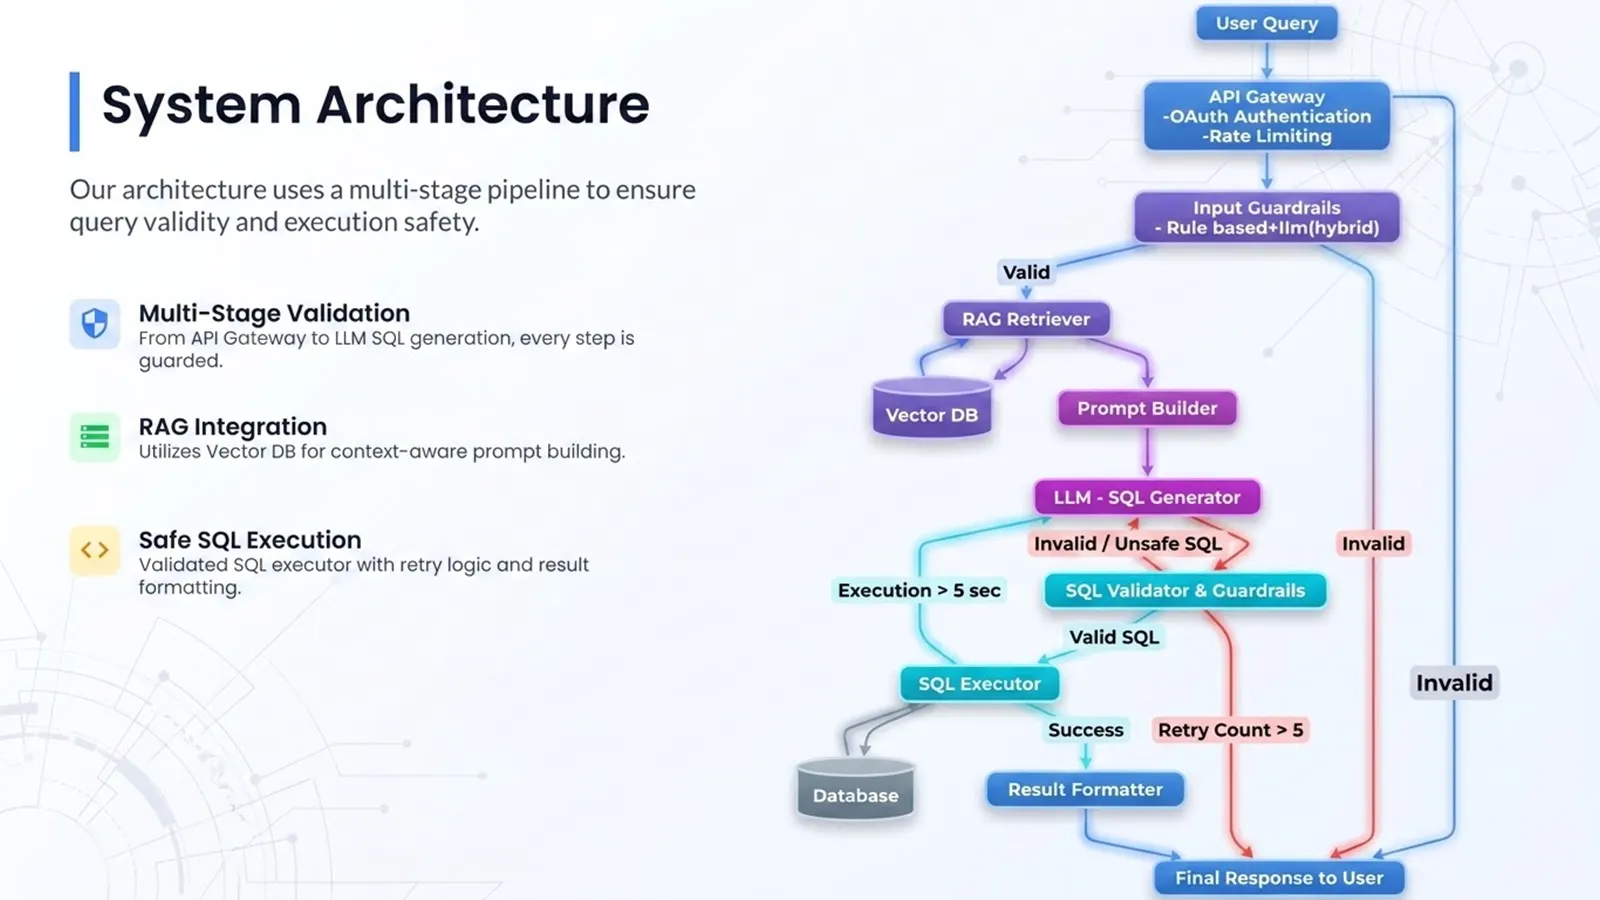 System Architecture
Our architecture uses a multi-stage pipeline to ensure
query validity and execution safety.
Multi-Stage Validation
From API Gateway to LLM SQL generation, every step is
guarded.
RAG Integration
Utilizes Vector DB for context-aware prompt building.
Safe SQL Execution
Validated SQL executor with retry logic and result
formatting.
User Query
API Gateway
-OAuth Authentication
-Rate Limiting
Input Guardrails
- Rule based+llm(hybrid)
Valid
RAG Retriever
Vector DB
Prompt Builder
LLM - SQL Generator
Invalid / Unsafe SQL
Invalid
Execution > 5 sec
SQL Validator & Guardrails
Valid SQL
SQL Executor
Invalid
Success
Retry Count > 5
Database
Result Formatter
Final Response to User